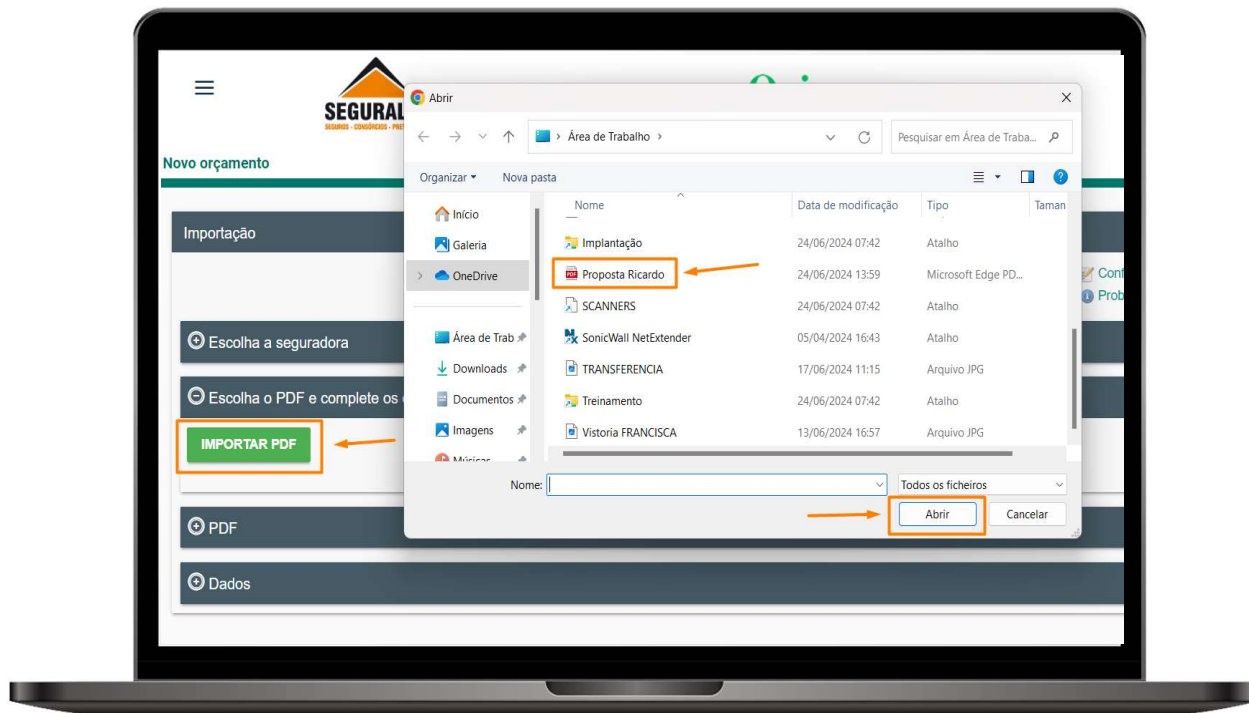 SEGURAL
Novo orçamento
Importação
Escolha a seguradora
Escolha o PDF e complete os
IMPORTAR PDF
PDF
Dados
Abrir
Área de Trabalho
Pesquisar em Área de Traba...
Organizar
Nova pasta
Início
Galeria
OneDrive
Área de Trab
Downloads
Documentos
Imagens
Músicas
Nome Data de modificação Tipo Taman
Implantação 24/06/2024 07:42 Atalho
Proposta Ricardo 24/06/2024 13:59 Microsoft Edge PD...
SCANNERS 24/06/2024 07:42 Atalho
SonicWall NetExtender 05/04/2024 16:43 Atalho
TRANSFERENCIA 17/06/2024 11:15 Arquivo JPG
Treinamento 24/06/2024 07:42 Atalho
Vistoria FRANCISCA 13/06/2024 16:57 Arquivo JPG
Nome:
Todos os ficheiros
Abrir
Cancelar
Conf
Prob